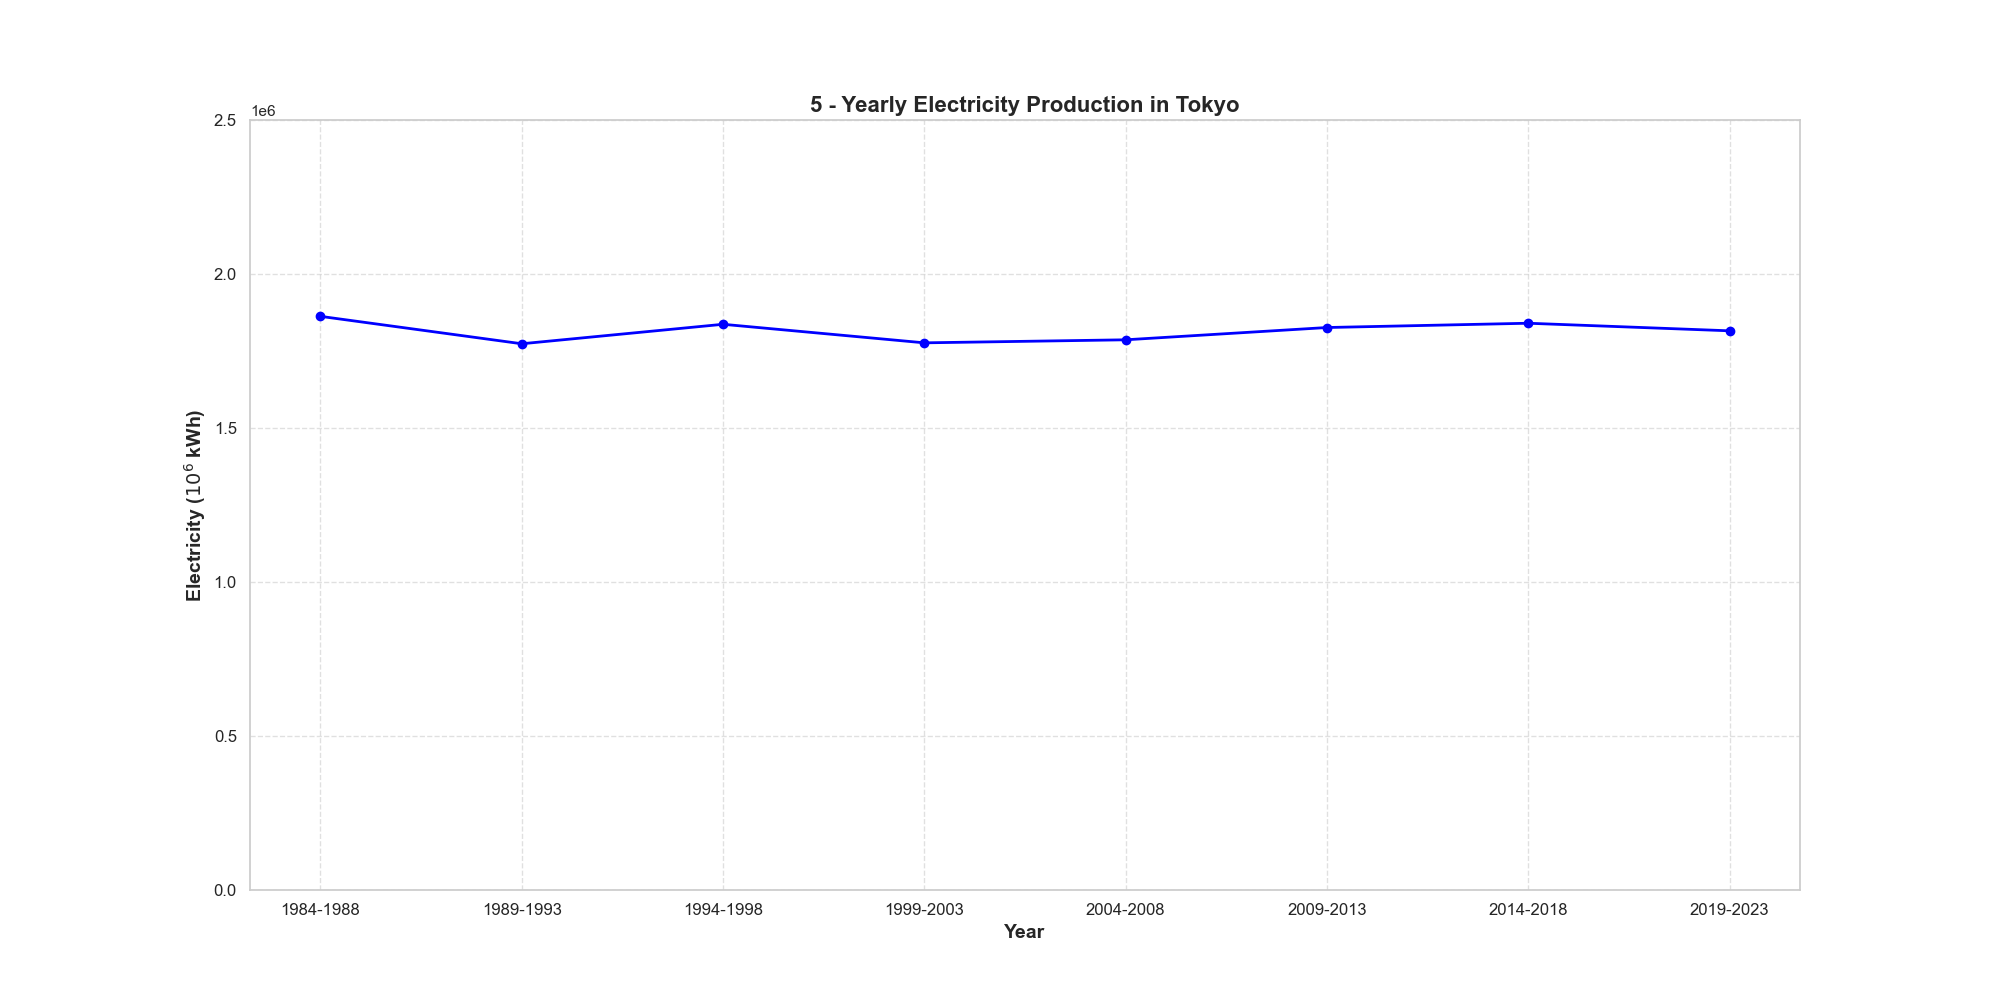 5 - Yearly Electricity Production in Tokyo
1e6
2.5
2.0
1.5
1.0
0.5
0.0
Electricity (10⁶ kWh)
1984-1988 1989-1993 1994-1998 1999-2003 2004-2008 2009-2013 2014-2018 2019-2023
Year